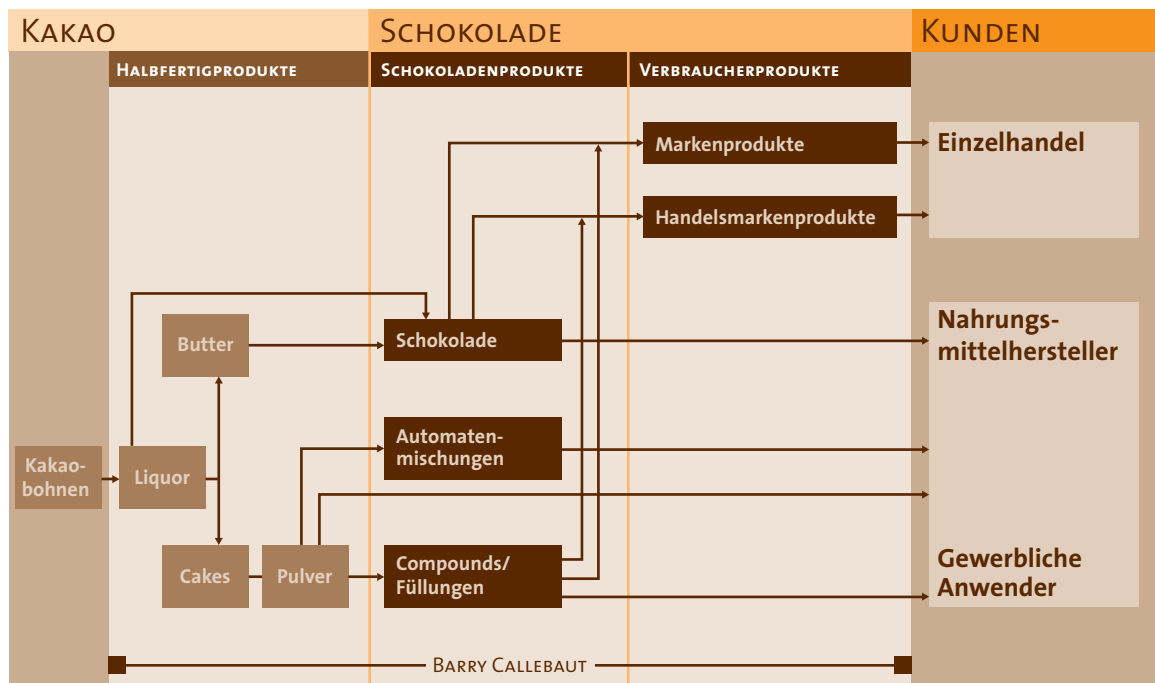 KAKAO
SCHOKOLADE
KUNDEN
HALBFERTIGPRODUKTE
SCHOKOLADENPRODUKTE
VERBRAUCHERPRODUKTE
Markenprodukte
Einzelhandel
Handelsmarkenprodukte
Butter
Schokolade
Nahrungs-
mittelhersteller
Kakao-
bohnen
Liquor
Automaten-
mischungen
Cakes
Pulver
Compounds/
Füllungen
Gewerbliche
Anwender
BARRY CALLEBAUT